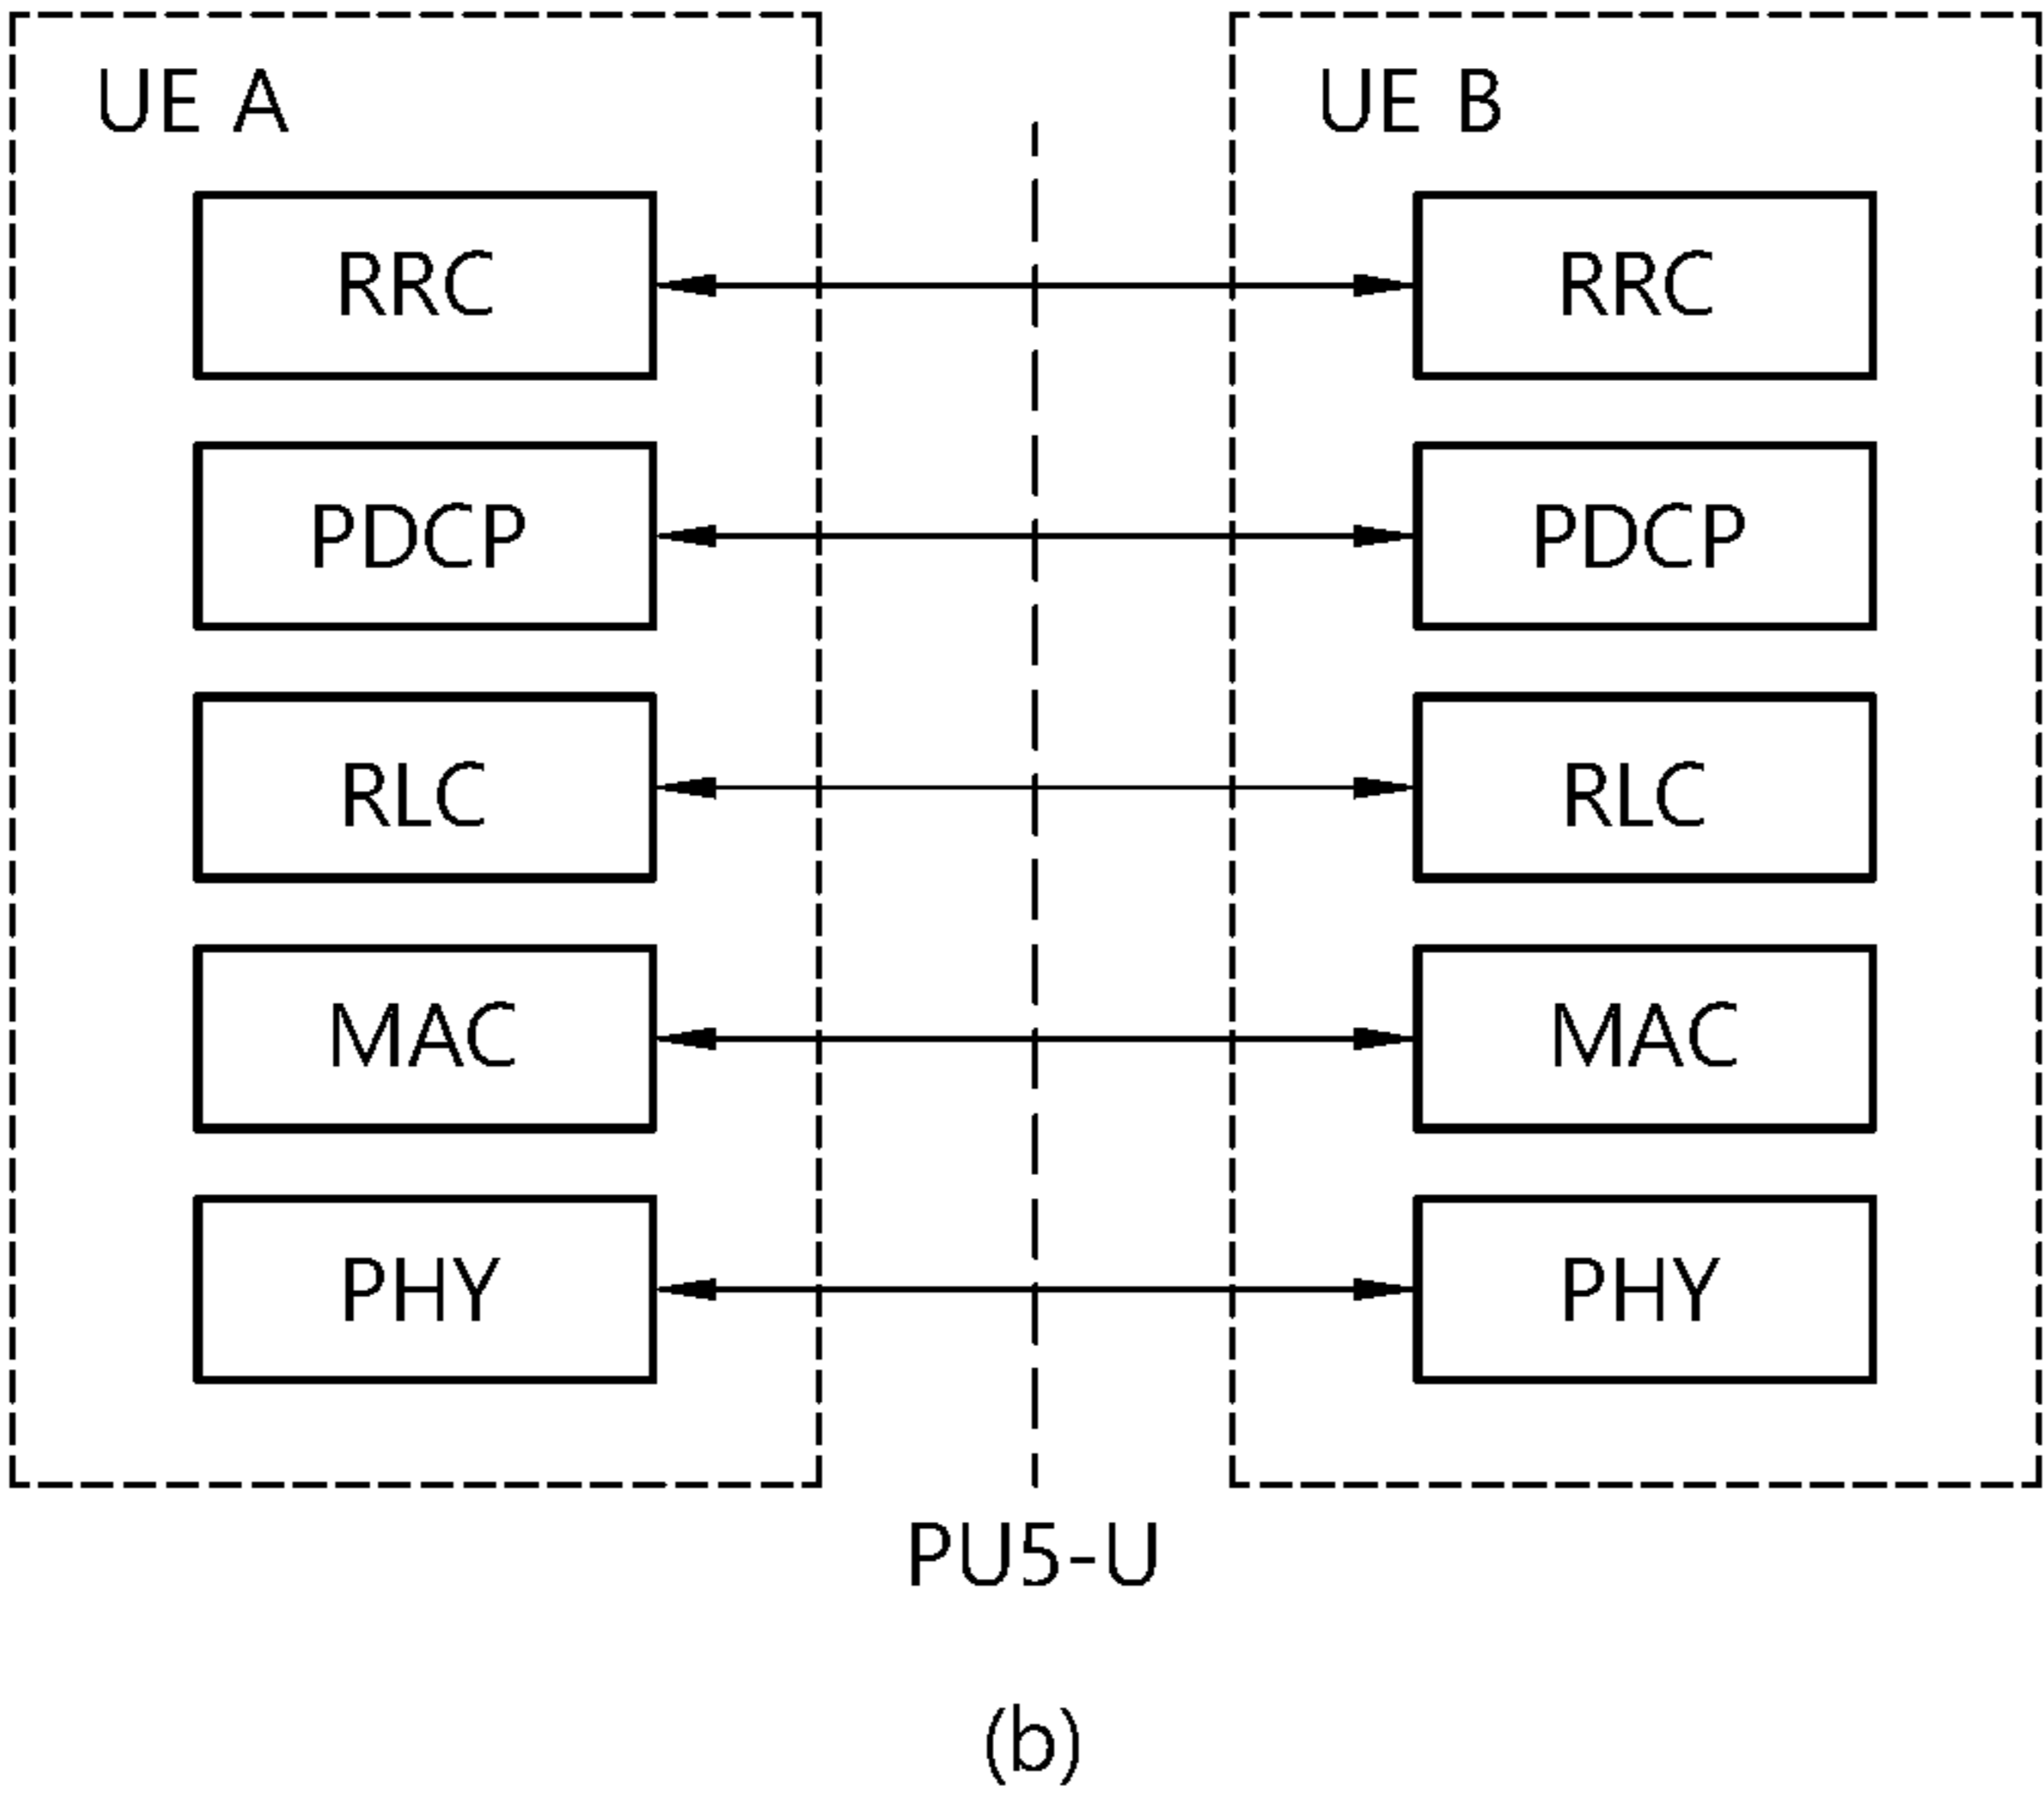 UE A UE B
RRC RRC
PDCP PDCP
RLC RLC
MAC MAC
PHY PHY
PU5-U
(b)